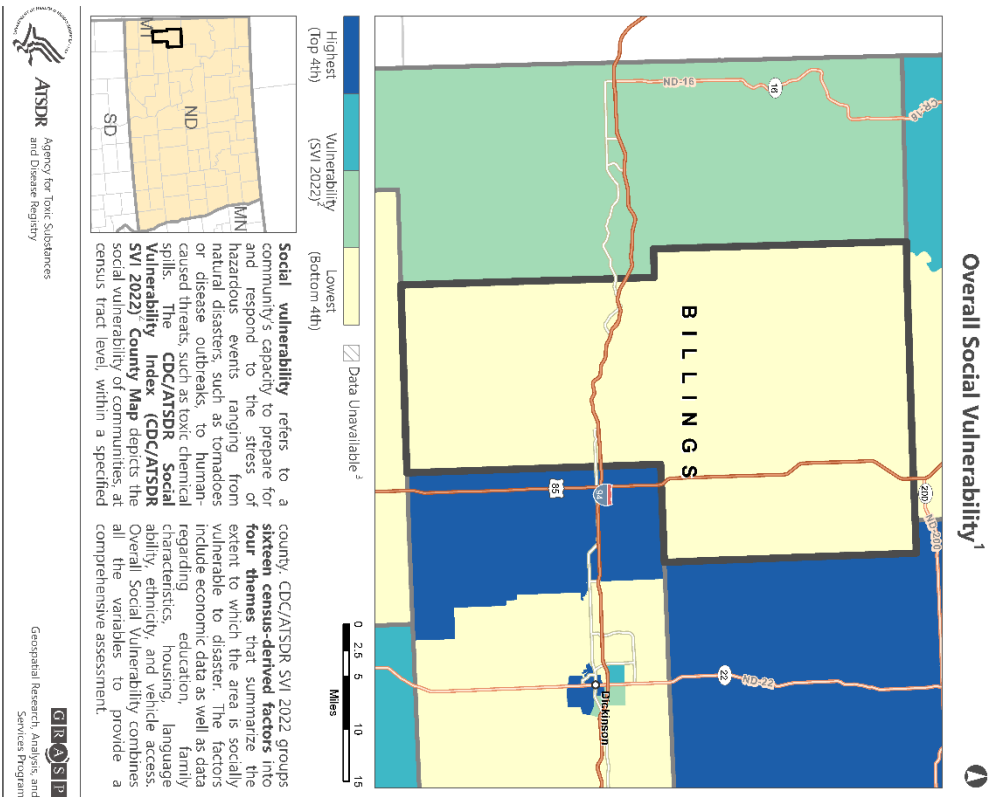 Overall Social Vulnerability1
CR-16
16
ND-16
200
ND-200
BILLINGS
94
85
22
ND-22
Dickinson
Highest
(Top 4th)
Vulnerability
(SVI 2022)2
Lowest
(Bottom 4th)
Data Unavailable3
0 2.5 5 10 15
Miles
MT
ND
SD
MN
Social vulnerability refers to a
community's capacity to prepare for
and respond to the stress of
hazardous events ranging from
natural disasters, such as tornadoes
or disease outbreaks, to human-
caused threats, such as toxic chemical
spills. The CDC/ATSDR Social
Vulnerability Index (CDC/ATSDR
SVI 2022)4 County Map depicts the
social vulnerability of communities, at
census tract level, within a specified
county. CDC/ATSDR SVI 2022 groups
sixteen census-derived factors into
four themes that summarize the
extent to which the area is socially
vulnerable to disaster. The factors
include economic data as well as data
regarding education, family
characteristics, housing, language
ability, ethnicity, and vehicle access.
Overall Social Vulnerability combines
all the variables to provide a
comprehensive assessment.
ATSDR
Agency for Toxic Substances
and Disease Registry
GRASP
Geospatial Research, Analysis, and
Services Program